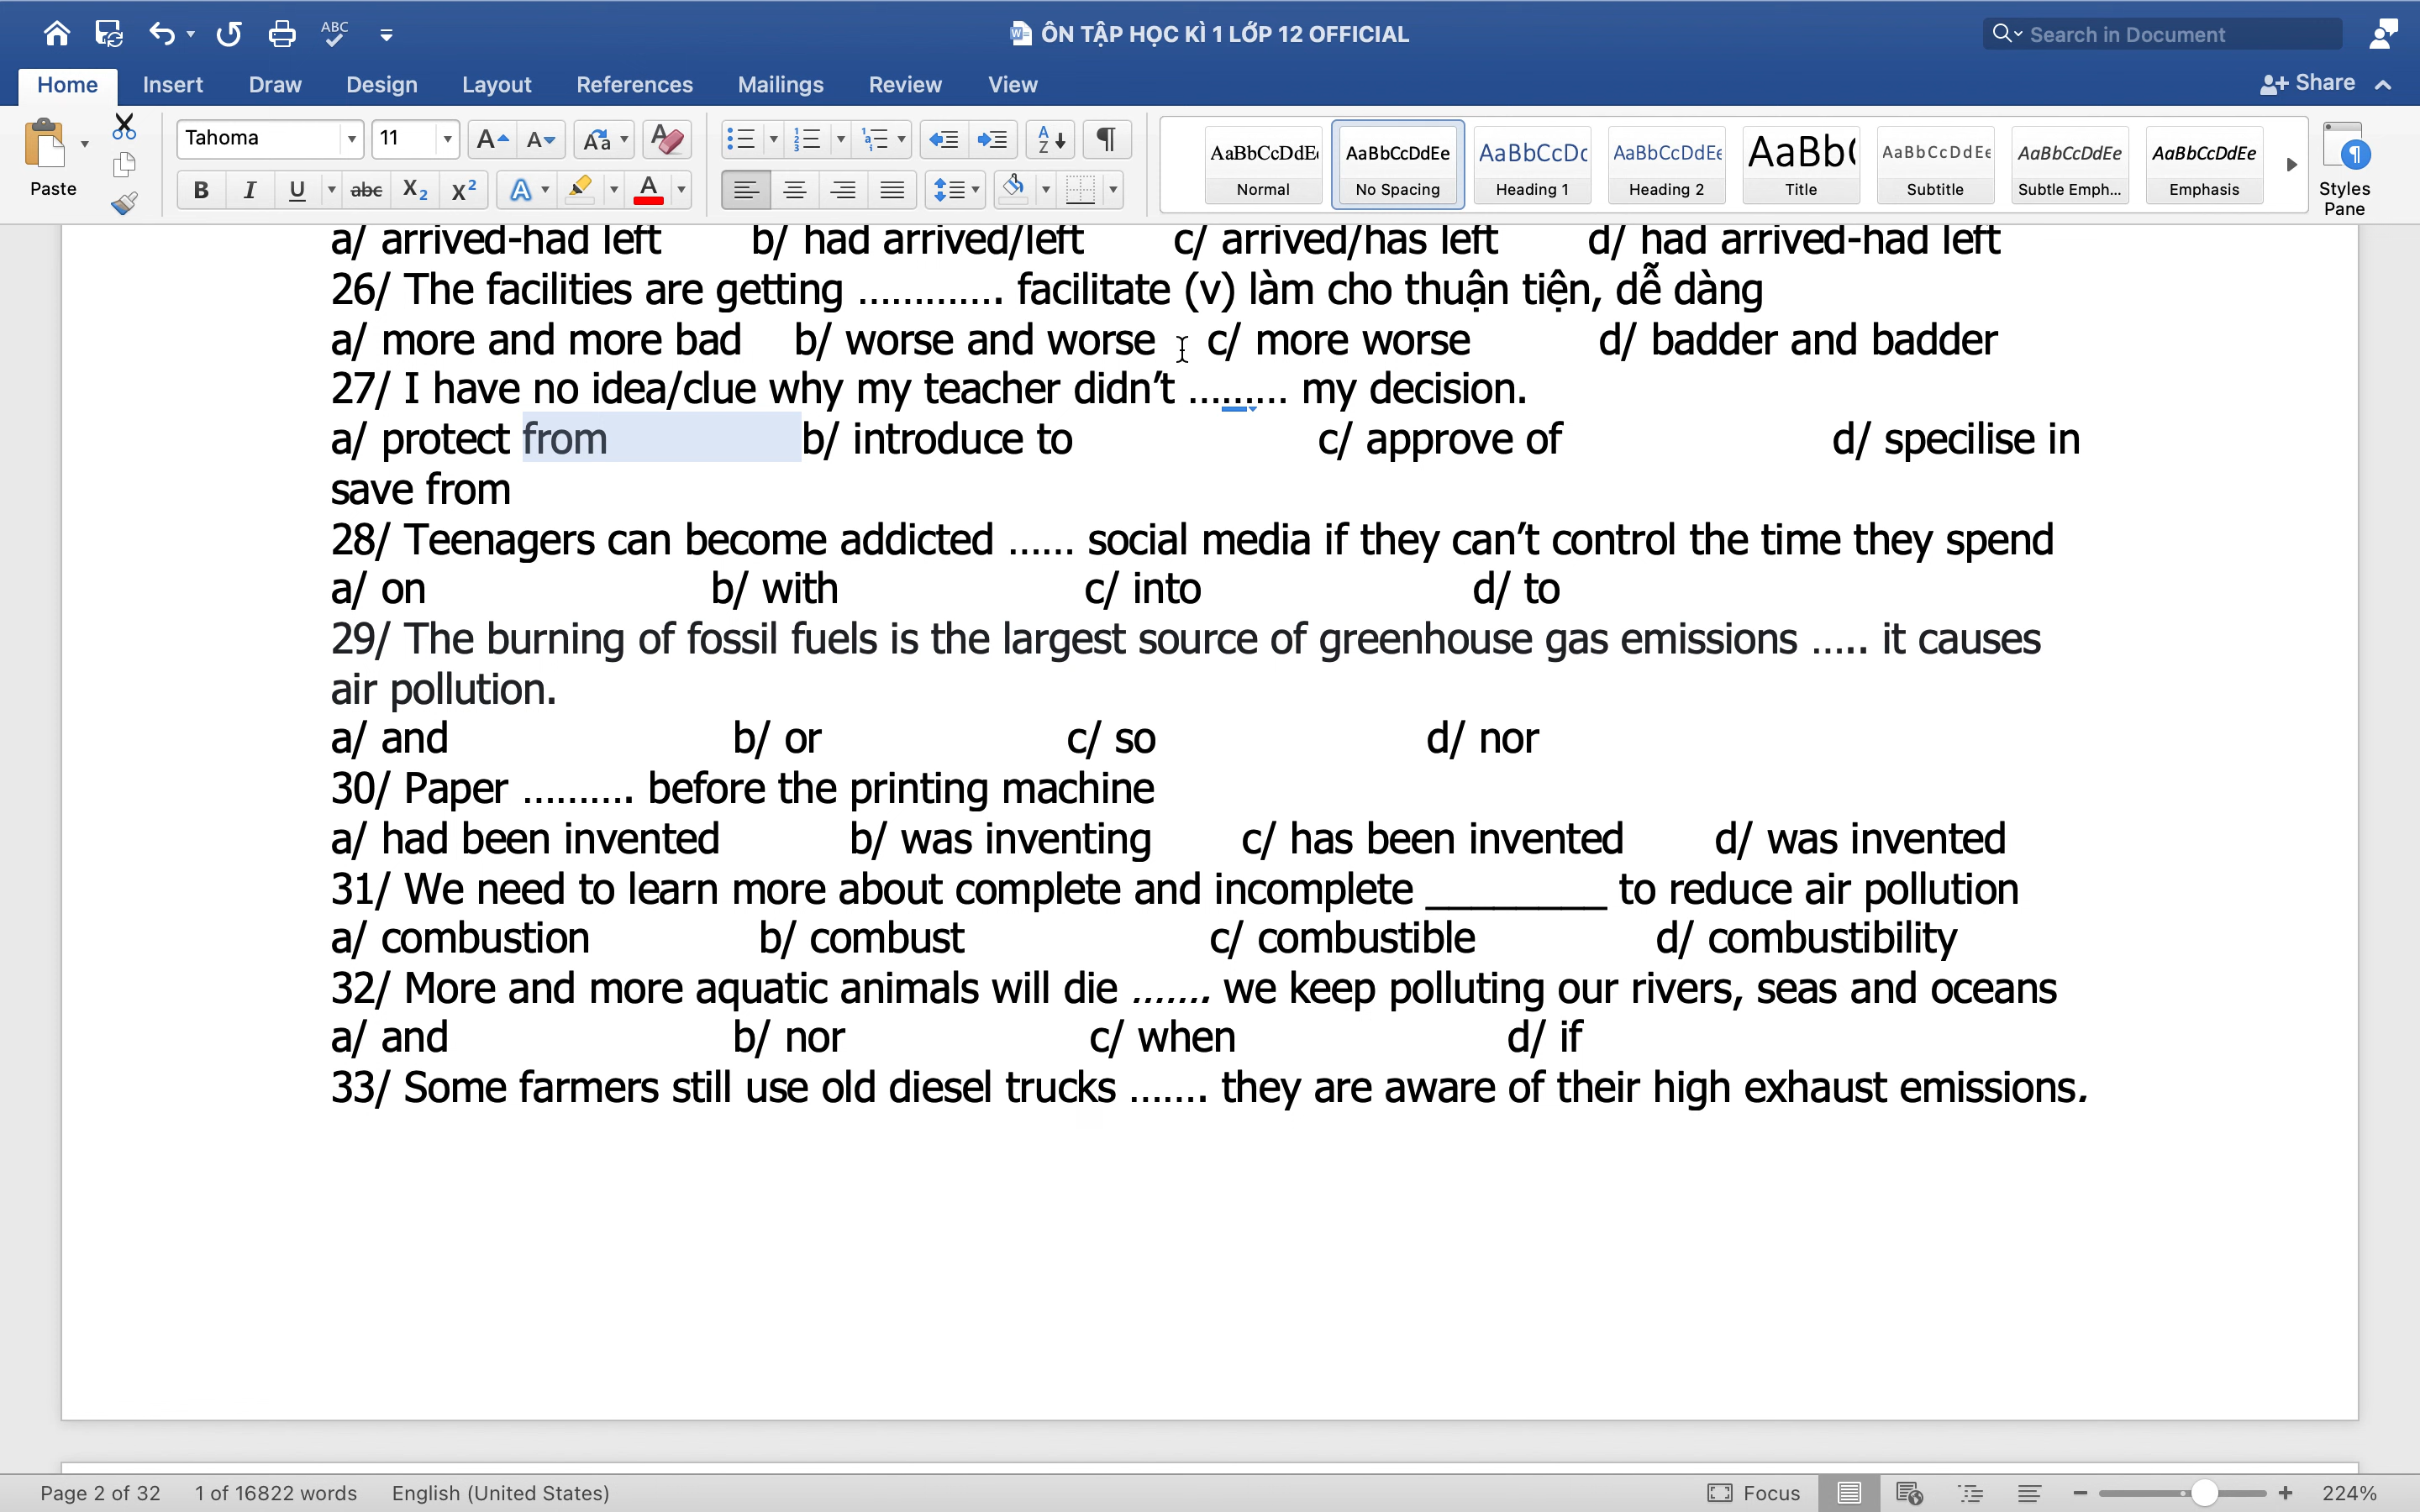 ABC
ÔN TẬP HỌC KÌ 1 LỚP 12 OFFICIAL
Search in Document
Home Insert Draw Design Layout References Mailings Review View Share
Paste
Tahoma 11
AaBbCcDdEe Normal
AaBbCcDdEe No Spacing
AaBbCcDc Heading 1
AaBbCcDdEe Heading 2
AaBb( Title
AaBbCcDdEe Subtitle
AaBbCcDdEe Subtle Emph...
AaBbCcDdEe Emphasis
Styles Pane
a/ arrived-had left b/ had arrived/left c/ arrived/has left d/ had arrived-had left
26/ The facilities are getting ............. facilitate (v) làm cho thuận tiện, dễ dàng
a/ more and more bad b/ worse and worse c/ more worse d/ badder and badder
27/ I have no idea/clue why my teacher didn’t ......... my decision.
a/ protect from b/ introduce to c/ approve of d/ specilise in
save from
28/ Teenagers can become addicted ...... social media if they can’t control the time they spend
a/ on b/ with c/ into d/ to
29/ The burning of fossil fuels is the largest source of greenhouse gas emissions ..... it causes
air pollution.
a/ and b/ or c/ so d/ nor
30/ Paper .......... before the printing machine
a/ had been invented b/ was inventing c/ has been invented d/ was invented
31/ We need to learn more about complete and incomplete ________ to reduce air pollution
a/ combustion b/ combust c/ combustible d/ combustibility
32/ More and more aquatic animals will die ....... we keep polluting our rivers, seas and oceans
a/ and b/ nor c/ when d/ if
33/ Some farmers still use old diesel trucks ....... they are aware of their high exhaust emissions.
Page 2 of 32 1 of 16822 words English (United States) Focus 224%